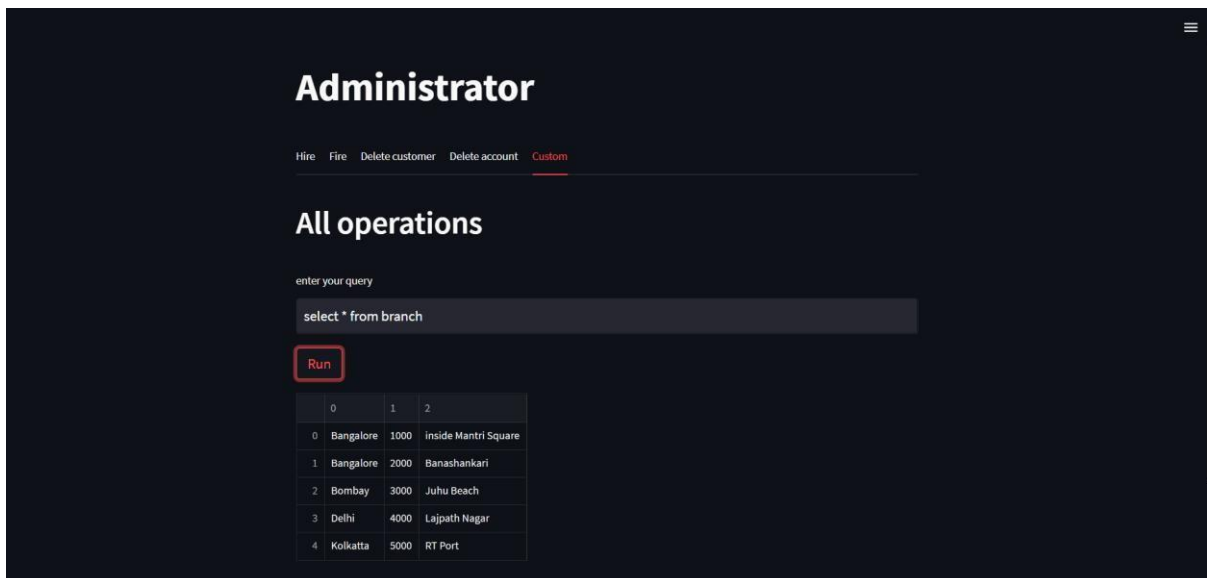 Administrator
Hire Fire Delete customer Delete account Custom
All operations
enter your query
select * from branch
Run
0 1 2
0 Bangalore 1000 inside Mantri Square
1 Bangalore 2000 Banashankari
2 Bombay 3000 Juhu Beach
3 Delhi 4000 Lajpath Nagar
4 Kolkatta 5000 RT Port